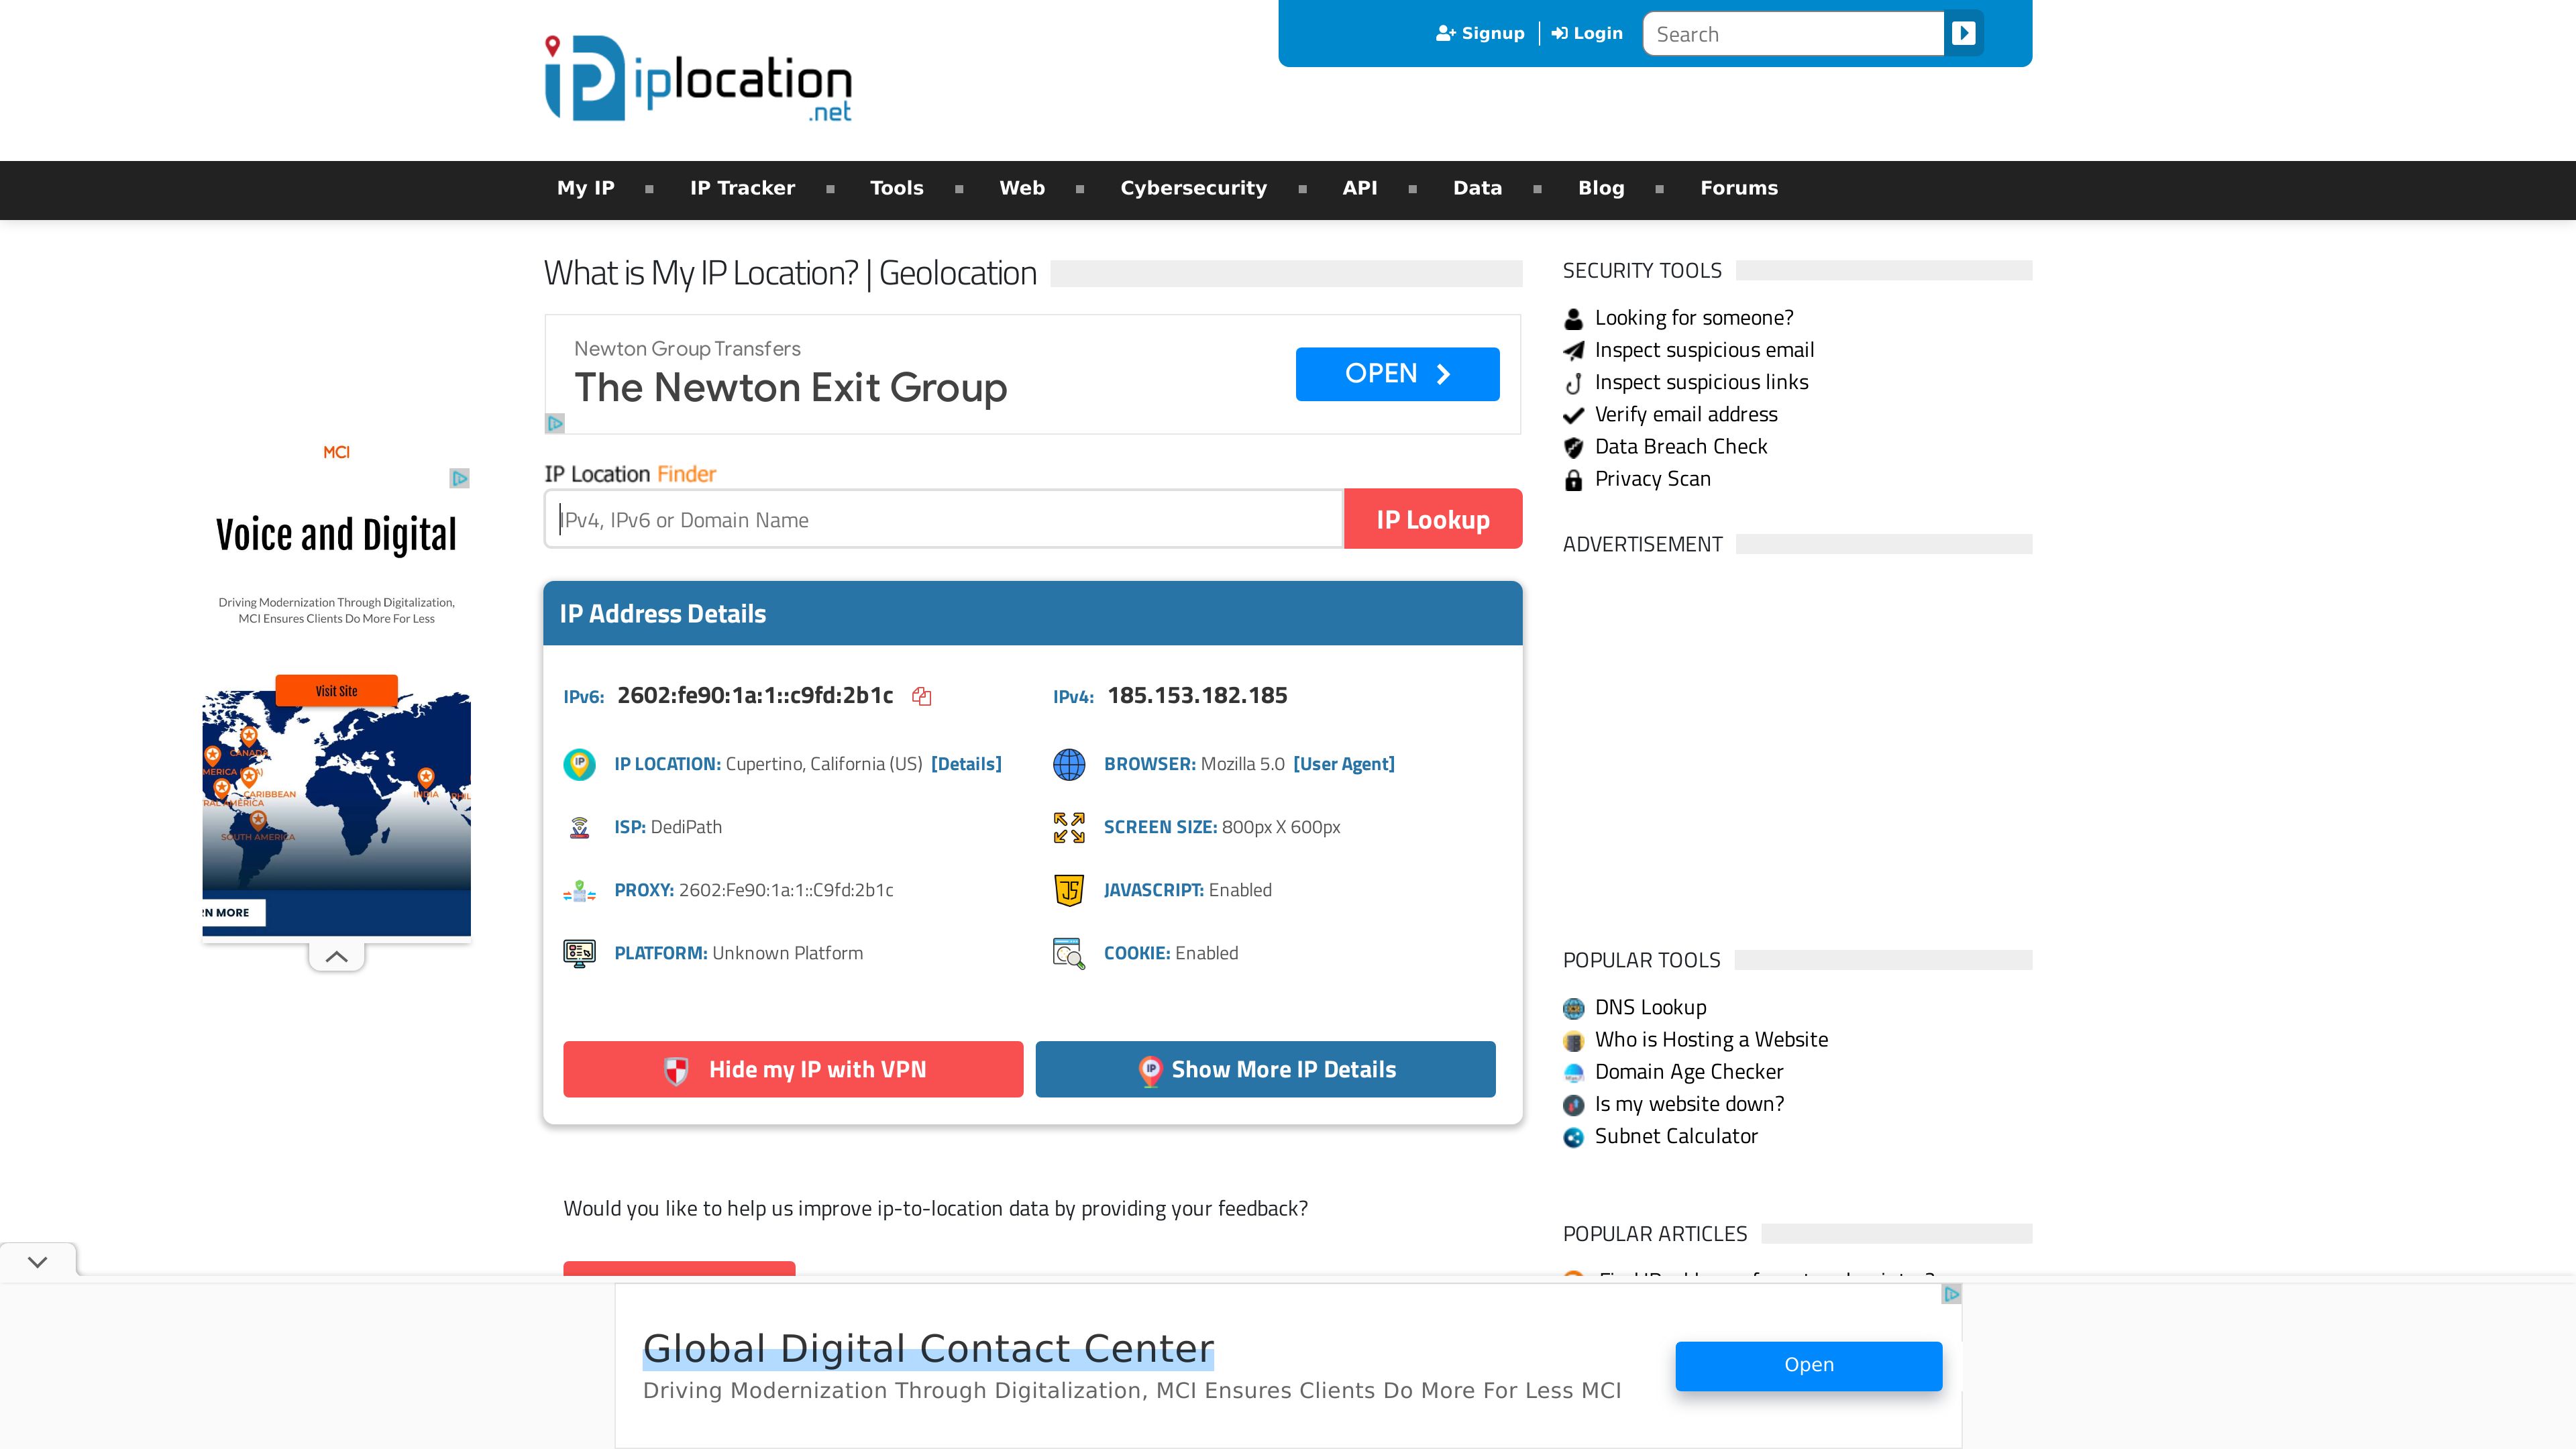 Signup
Login
Search
iplocation
.net
My IP
IP Tracker
Tools
Web
Cybersecurity
API
Data
Blog
Forums
What is My IP Location? | Geolocation
Newton Group Transfers
The Newton Exit Group
OPEN
IP Location Finder
IPv4, IPv6 or Domain Name
IP Lookup
IP Address Details
IPv6: 2602:fe90:1a:1::c9fd:2b1c
IPv4: 185.153.182.185
IP LOCATION: Cupertino, California (US) [Details]
BROWSER: Mozilla 5.0 [User Agent]
ISP: DediPath
SCREEN SIZE: 800px X 600px
PROXY: 2602:Fe90:1a:1::C9fd:2b1c
JAVASCRIPT: Enabled
PLATFORM: Unknown Platform
COOKIE: Enabled
Hide my IP with VPN
Show More IP Details
Would you like to help us improve ip-to-location data by providing your feedback?
SECURITY TOOLS
Looking for someone?
Inspect suspicious email
Inspect suspicious links
Verify email address
Data Breach Check
Privacy Scan
ADVERTISEMENT
POPULAR TOOLS
DNS Lookup
Who is Hosting a Website
Domain Age Checker
Is my website down?
Subnet Calculator
POPULAR ARTICLES
MCI
Voice and Digital
Driving Modernization Through Digitalization,
MCI Ensures Clients Do More For Less
Visit Site
CANADA
CARIBBEAN
INDIA
SOUTH AMERICA
MORE
Global Digital Contact Center
Driving Modernization Through Digitalization, MCI Ensures Clients Do More For Less MCI
Open